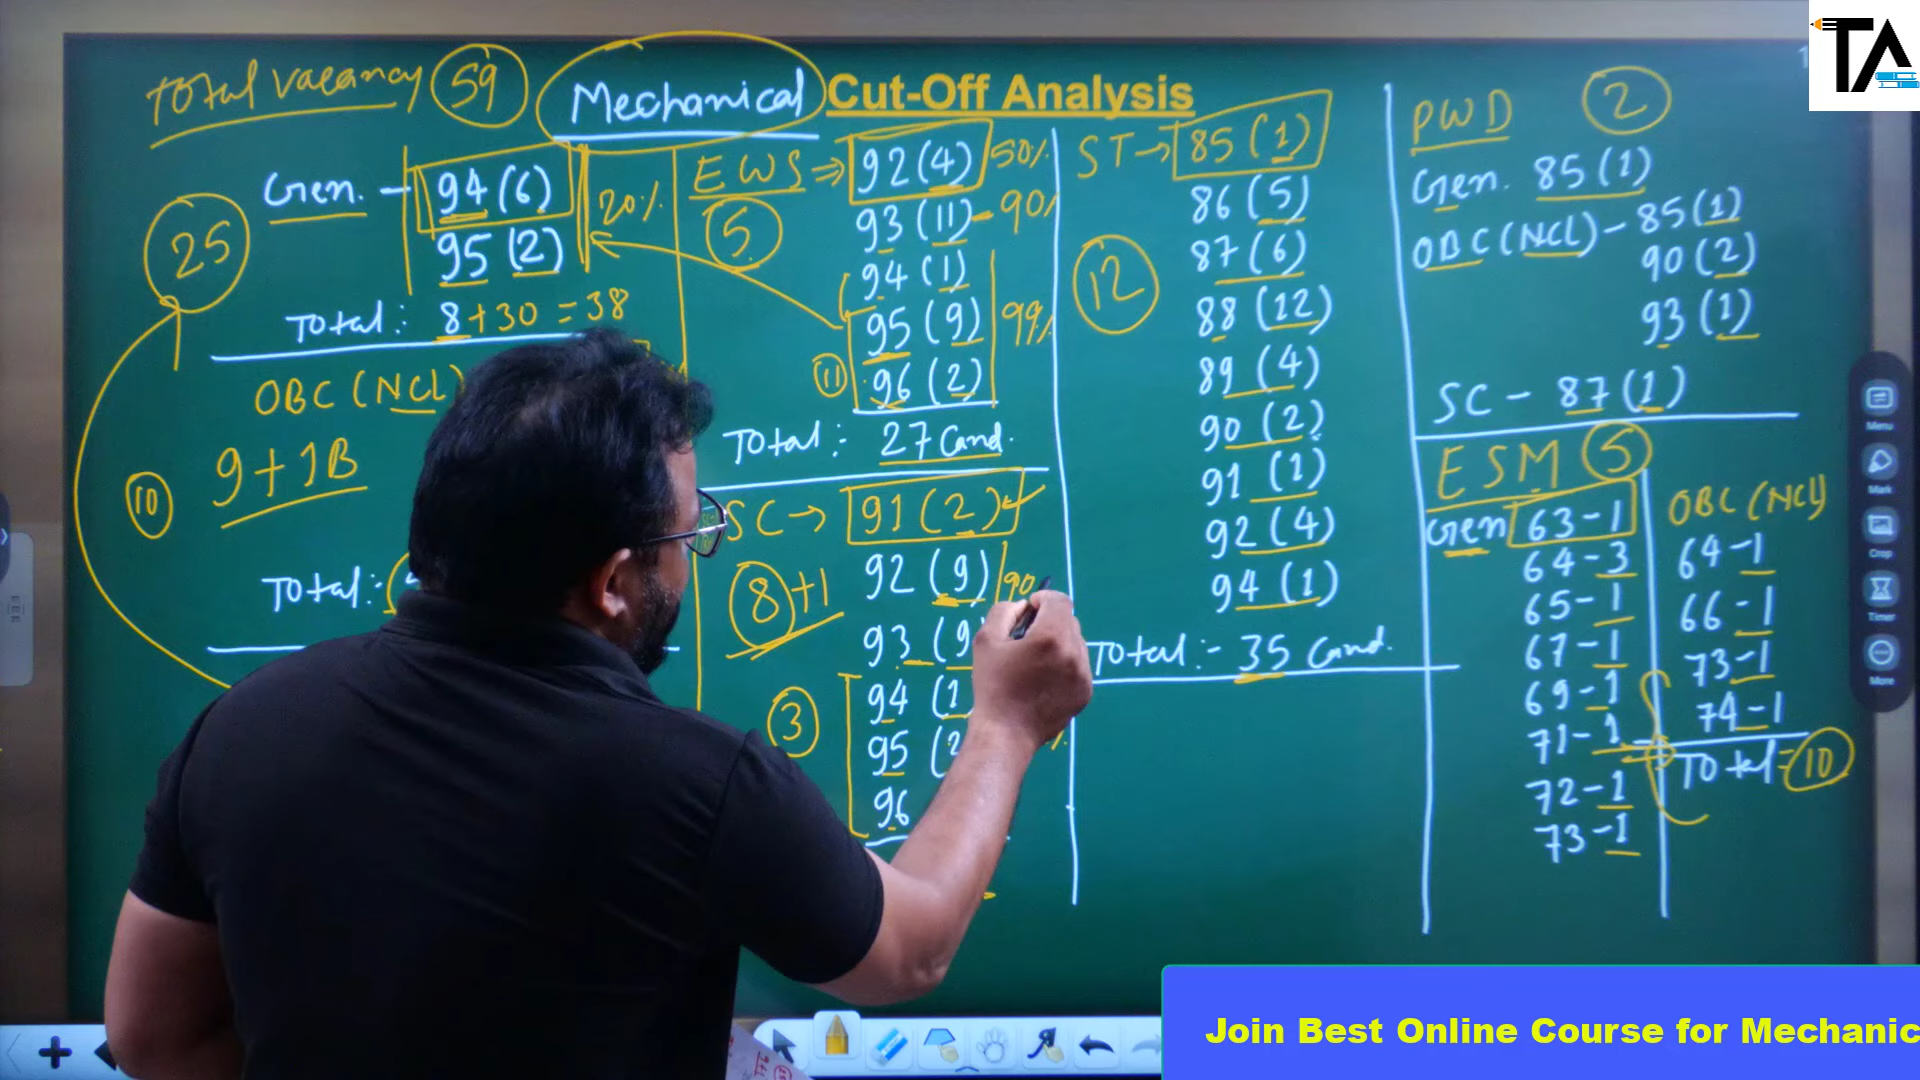 Total vacancy 59
Mechanical Cut-Off Analysis
TA
Gen. - 94 (6)
95 (2)
20%
25
Total: 8+30 = 38
OBC (NCL)
9+1B
10
Total:
EWS ⇒ 92 (4) 50%
5
93 (11) - 90%
94 (1)
95 (9) 99%
11
96 (2)
Total :- 27 Cand.
SC → 91 (2)
8+1
92 (9) 90
93 (9
94 (1
3
95 (2
96
ST → 85 (1)
86 (5)
12
87 (6)
88 (12)
89 (4)
90 (2)
91 (1)
92 (4)
94 (1)
Total :- 35 Cand.
PWD 2
Gen. 85 (1)
OBC (NCL) - 85 (1)
90 (2)
93 (1)
SC - 87 (1)
ESM 5
Gen 63-1
64-3
65-1
67-1
69-1
71-1
72-1
73-1
OBC (NCL)
64-1
66-1
73-1
74-1
Total = 10
Menu
Mark
Crop
Timer
More
Join Best Online Course for Mechanic